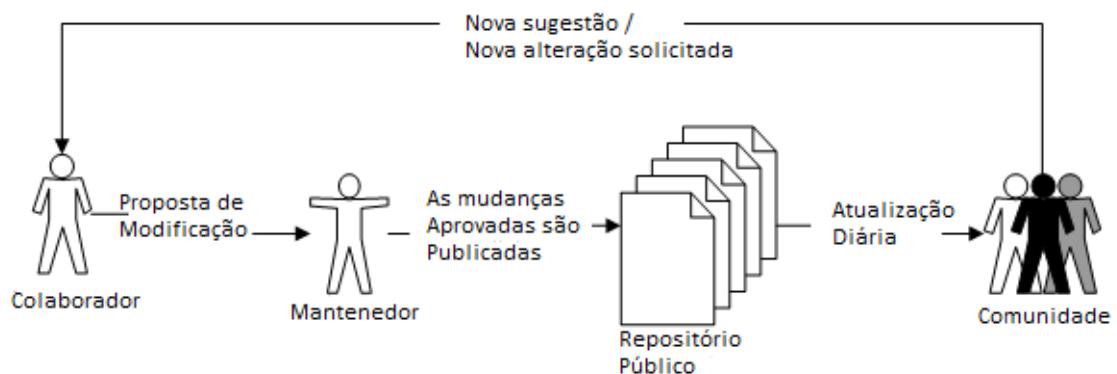 Nova sugestão /
Nova alteração solicitada
Proposta de
Modificação
As mudanças
Aprovadas são
Publicadas
Atualização
Diária
Colaborador
Mantenedor
Repositório
Público
Comunidade